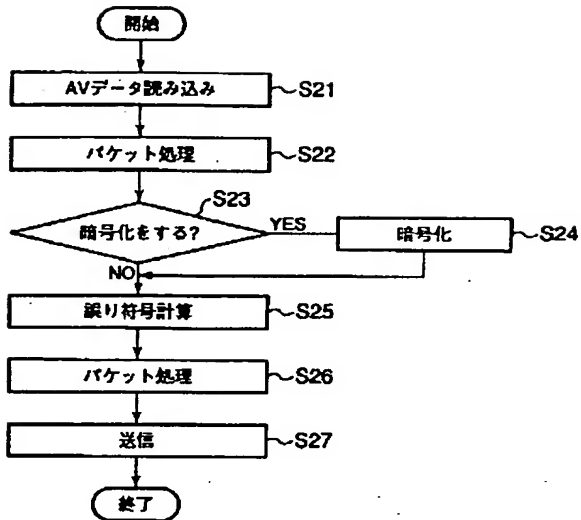 開始
AVデータ読み込み
S21
パケット処理
S22
S23
暗号化をする?
YES
暗号化
S24
NO
誤り符号計算
S25
パケット処理
S26
送信
S27
終了